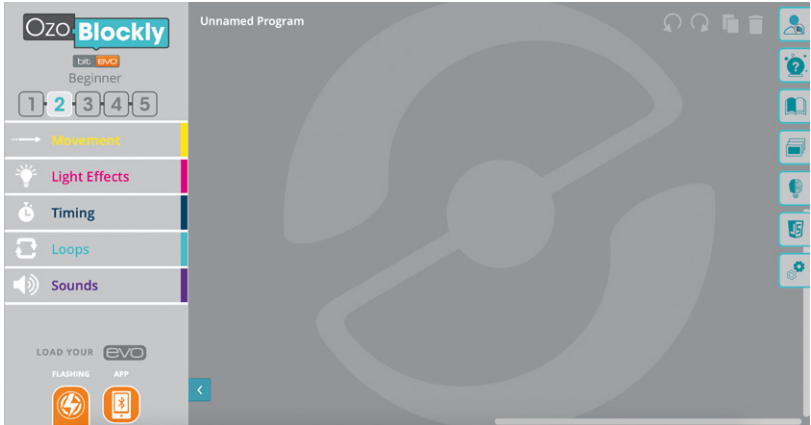 Ozo Blockly
Unnamed Program
bit evo
Beginner
1 2 3 4 5
Movement
Light Effects
Timing
Loops
Sounds
LOAD YOUR evo
FLASHING APP
?
JS
<